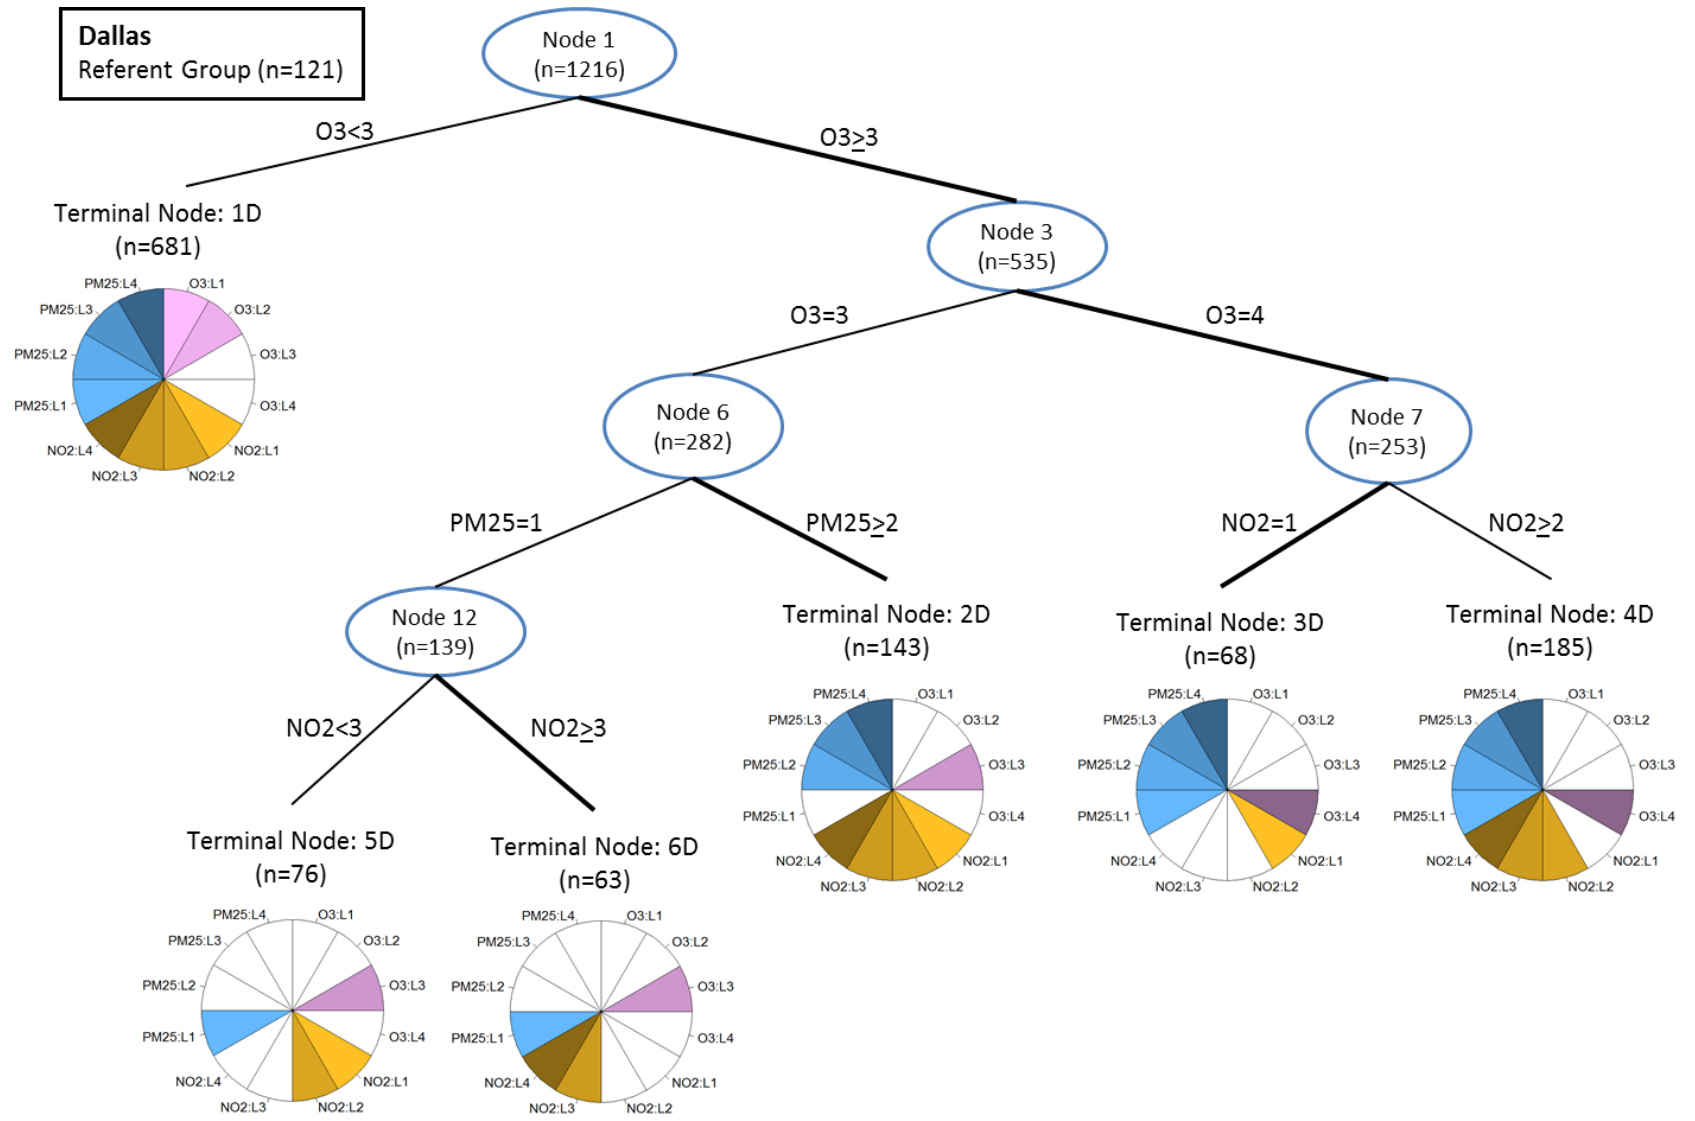 Dallas
Referent Group (n=121)
Node 1
(n=1216)
O3<3
O3≥3
Terminal Node: 1D
(n=681)
PM25:L4
O3:L1
PM25:L3
O3:L2
PM25:L2
O3:L3
PM25:L1
O3:L4
NO2:L4
NO2:L1
NO2:L3
NO2:L2
Node 3
(n=535)
O3=3
O3=4
Node 6
(n=282)
Node 7
(n=253)
PM25=1
PM25≥2
NO2=1
NO2≥2
Node 12
(n=139)
Terminal Node: 2D
(n=143)
PM25:L4
O3:L1
PM25:L3
O3:L2
PM25:L2
O3:L3
PM25:L1
O3:L4
NO2:L4
NO2:L1
NO2:L3
NO2:L2
Terminal Node: 3D
(n=68)
PM25:L4
O3:L1
PM25:L3
O3:L2
PM25:L2
O3:L3
PM25:L1
O3:L4
NO2:L4
NO2:L1
NO2:L3
NO2:L2
Terminal Node: 4D
(n=185)
PM25:L4
O3:L1
PM25:L3
O3:L2
PM25:L2
O3:L3
PM25:L1
O3:L4
NO2:L4
NO2:L1
NO2:L3
NO2:L2
NO2<3
NO2≥3
Terminal Node: 5D
(n=76)
PM25:L4
O3:L1
PM25:L3
O3:L2
PM25:L2
O3:L3
PM25:L1
O3:L4
NO2:L4
NO2:L1
NO2:L3
NO2:L2
Terminal Node: 6D
(n=63)
PM25:L4
O3:L1
PM25:L3
O3:L2
PM25:L2
O3:L3
PM25:L1
O3:L4
NO2:L4
NO2:L1
NO2:L3
NO2:L2